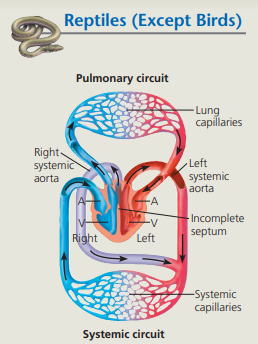 Reptiles (Except Birds)
Pulmonary circuit
Lung
capillaries
Right
systemic
aorta
Left
systemic
aorta
A
A
Incomplete
septum
V
V
Right
Left
Systemic
capillaries
Systemic circuit